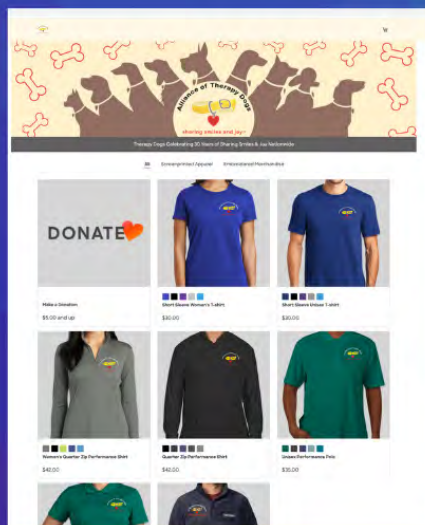 Alliance of Therapy Dogs
sharing smiles and joy
Therapy Dogs Celebrating 30 Years of Sharing Smiles & Joy Nationwide
All
Screenprinted Apparel
Embroidered Merchandise
DONATE
Make a Donation
$5.00 and up
Short Sleeve Women's T-shirt
$30.00
Short Sleeve Unisex T-shirt
$30.00
Women's Quarter Zip Performance Shirt
$42.00
Quarter Zip Performance Shirt
$42.00
Unisex Performance Polo
$35.00